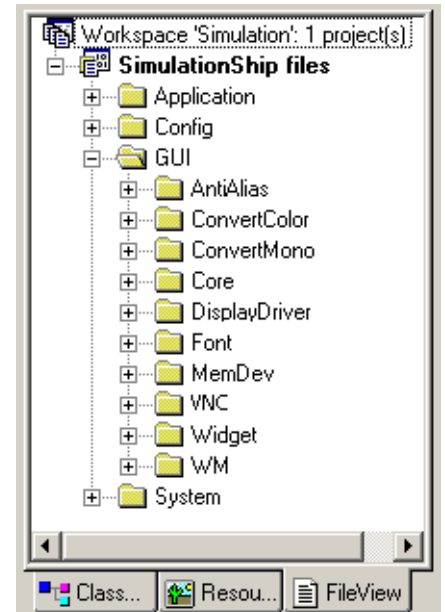 Workspace 'Simulation': 1 project(s)
SimulationShip files
Application
Config
GUI
AntiAlias
ConvertColor
ConvertMono
Core
DisplayDriver
Font
MemDev
VNC
Widget
WM
System
Class... Resou... FileView